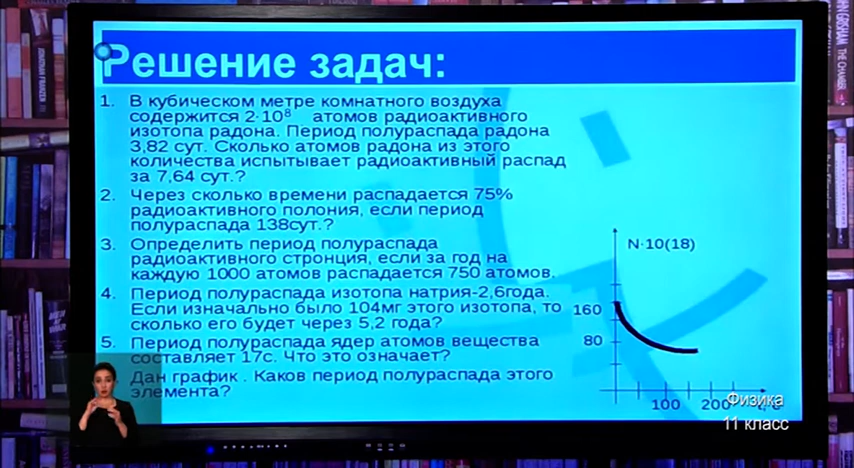 Решение задач:
1. В кубическом метре комнатного воздуха
содержится 2·10⁸ атомов радиоактивного
изотопа радона. Период полураспада радона
3,82 сут. Сколько атомов радона из этого
количества испытывает радиоактивный распад
за 7,64 сут.?
2. Через сколько времени распадается 75%
радиоактивного полония, если период
полураспада 138сут.?
3. Определить период полураспада
радиоактивного стронция, если за год на
каждую 1000 атомов распадается 750 атомов.
4. Период полураспада изотопа натрия-2,6года.
Если изначально было 104мг этого изотопа, то
сколько его будет через 5,2 года?
5. Период полураспада ядер атомов вещества
составляет 17с. Что это означает?
Дан график . Каков период полураспада этого
элемента?
N·10(18)
160
80
100 200
Физика
11 класс
THE CHAMBER